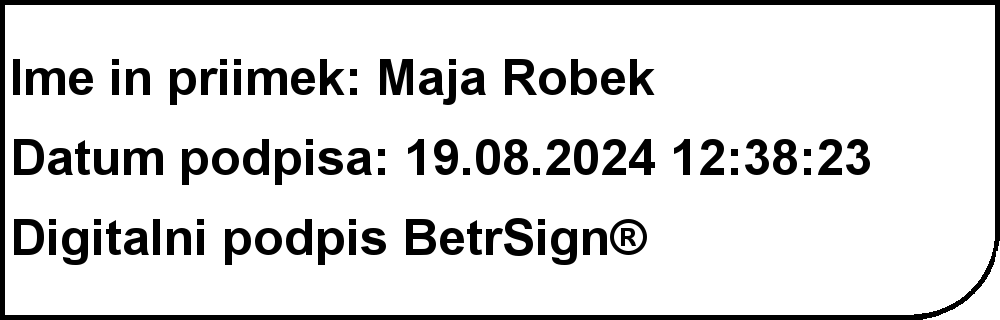 Ime in priimek: Maja Robek
Datum podpisa: 19.08.2024 12:38:23
Digitalni podpis BetrSign®